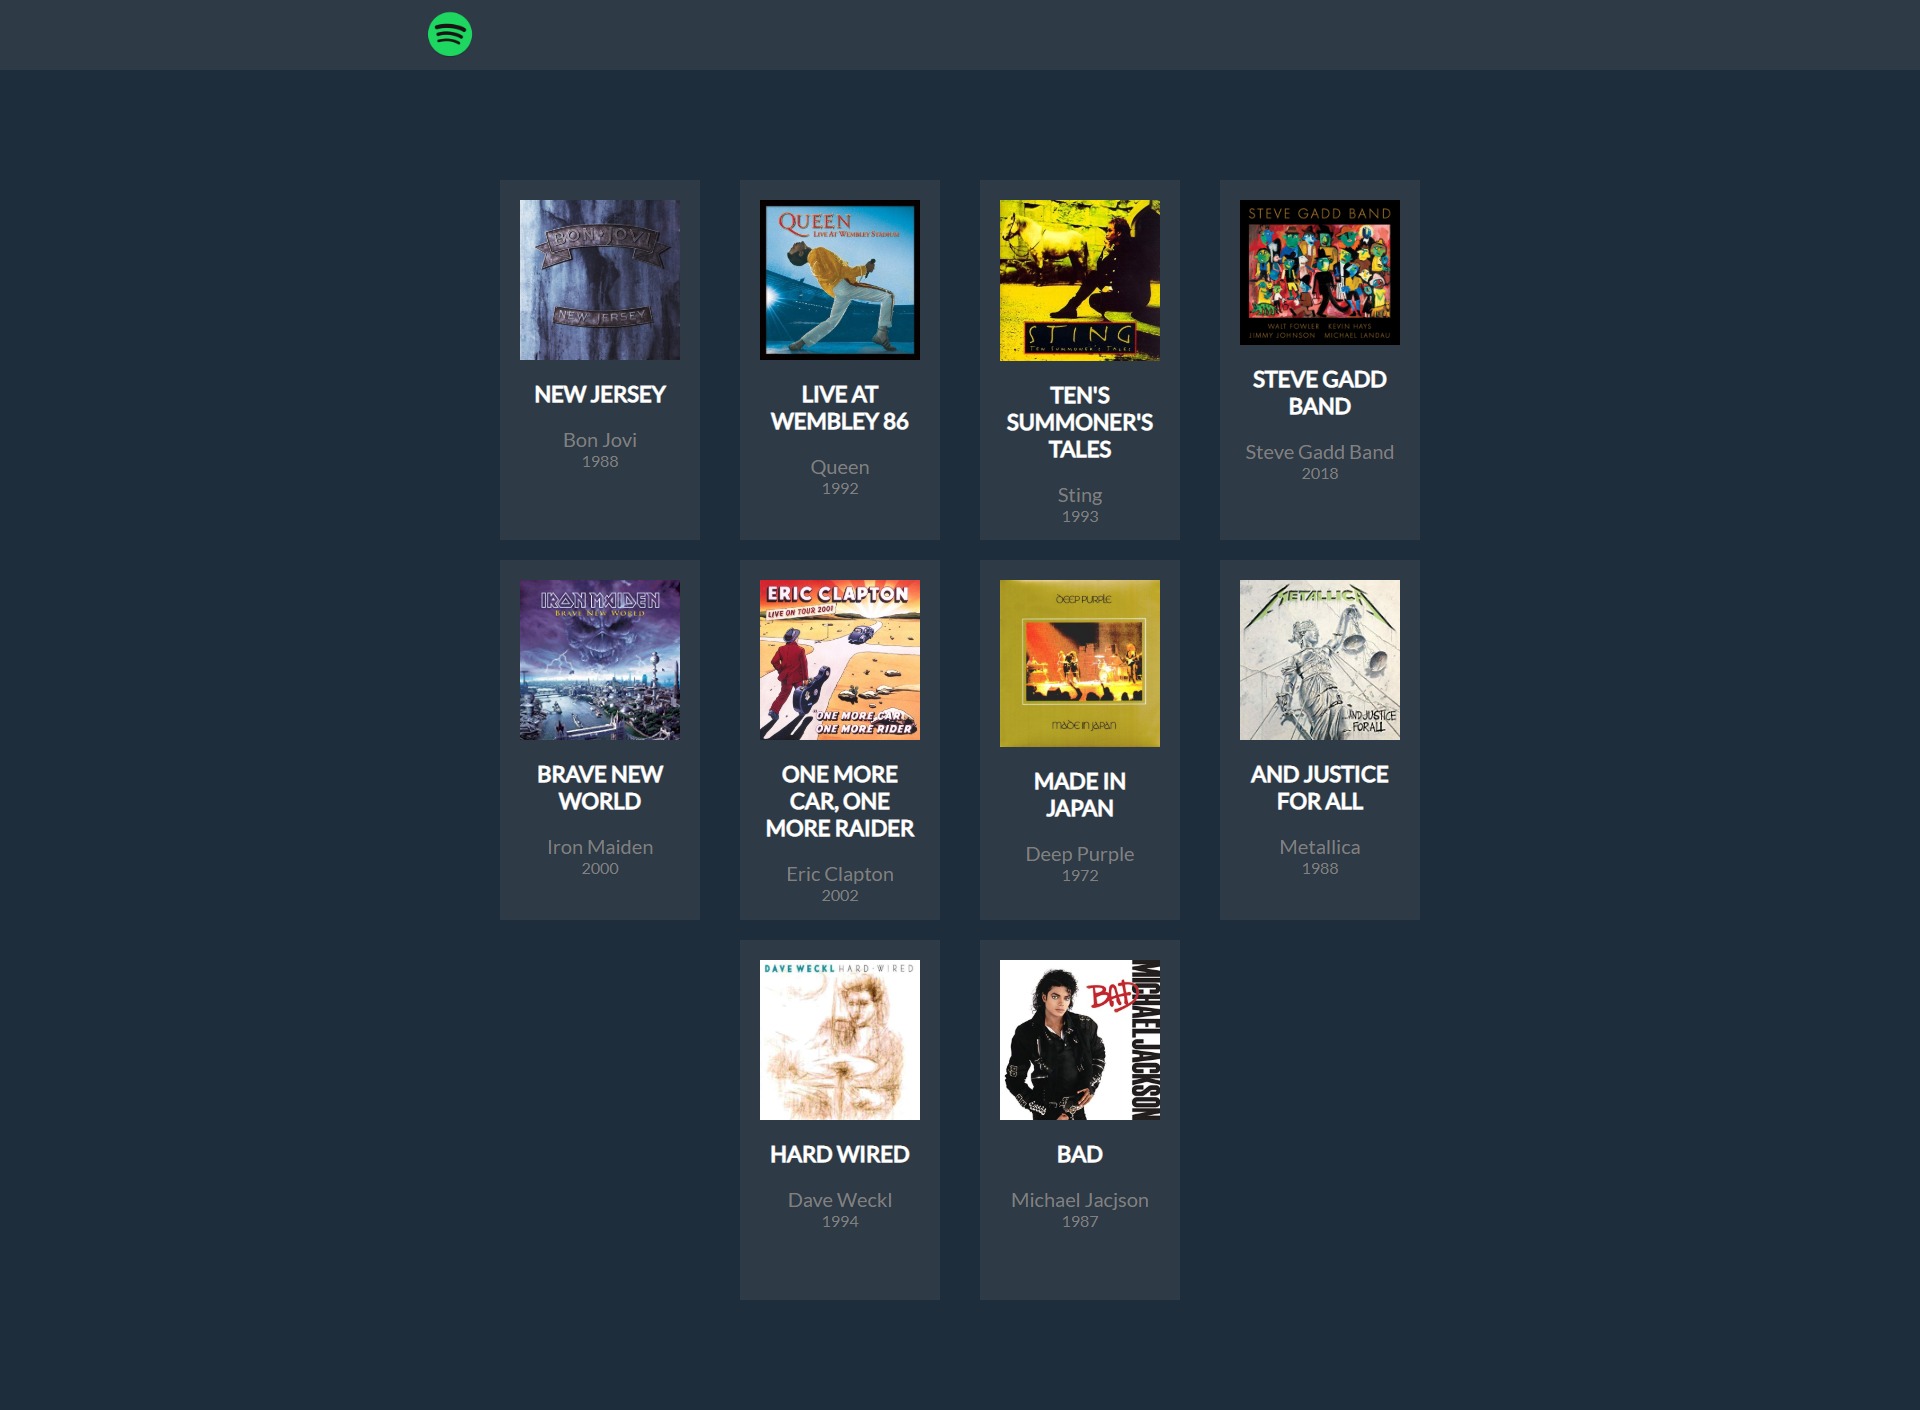 BON JOVI
NEW JERSEY
NEW JERSEY
Bon Jovi
1988
QUEEN
LIVE AT WEMBLEY STADIUM
LIVE AT
WEMBLEY 86
Queen
1992
STING
TEN SUMMONER'S TALES
TEN'S
SUMMONER'S
TALES
Sting
1993
STEVE GADD BAND
WALT FOWLER KEVIN HAYS
JIMMY JOHNSON MICHAEL LANDAU
STEVE GADD
BAND
Steve Gadd Band
2018
IRON MAIDEN
BRAVE NEW WORLD
BRAVE NEW
WORLD
Iron Maiden
2000
ERIC CLAPTON
LIVE ON TOUR 2001
ONE MORE CAR
ONE MORE RIDER
ONE MORE
CAR, ONE
MORE RAIDER
Eric Clapton
2002
DEEP PURPLE
MADE IN JAPAN
MADE IN
JAPAN
Deep Purple
1972
METALLICA
...AND JUSTICE
FOR ALL
AND JUSTICE
FOR ALL
Metallica
1988
DAVE WECKL HARD-WIRED
HARD WIRED
Dave Weckl
1994
BAD
MICHAEL JACKSON
BAD
Michael Jacjson
1987